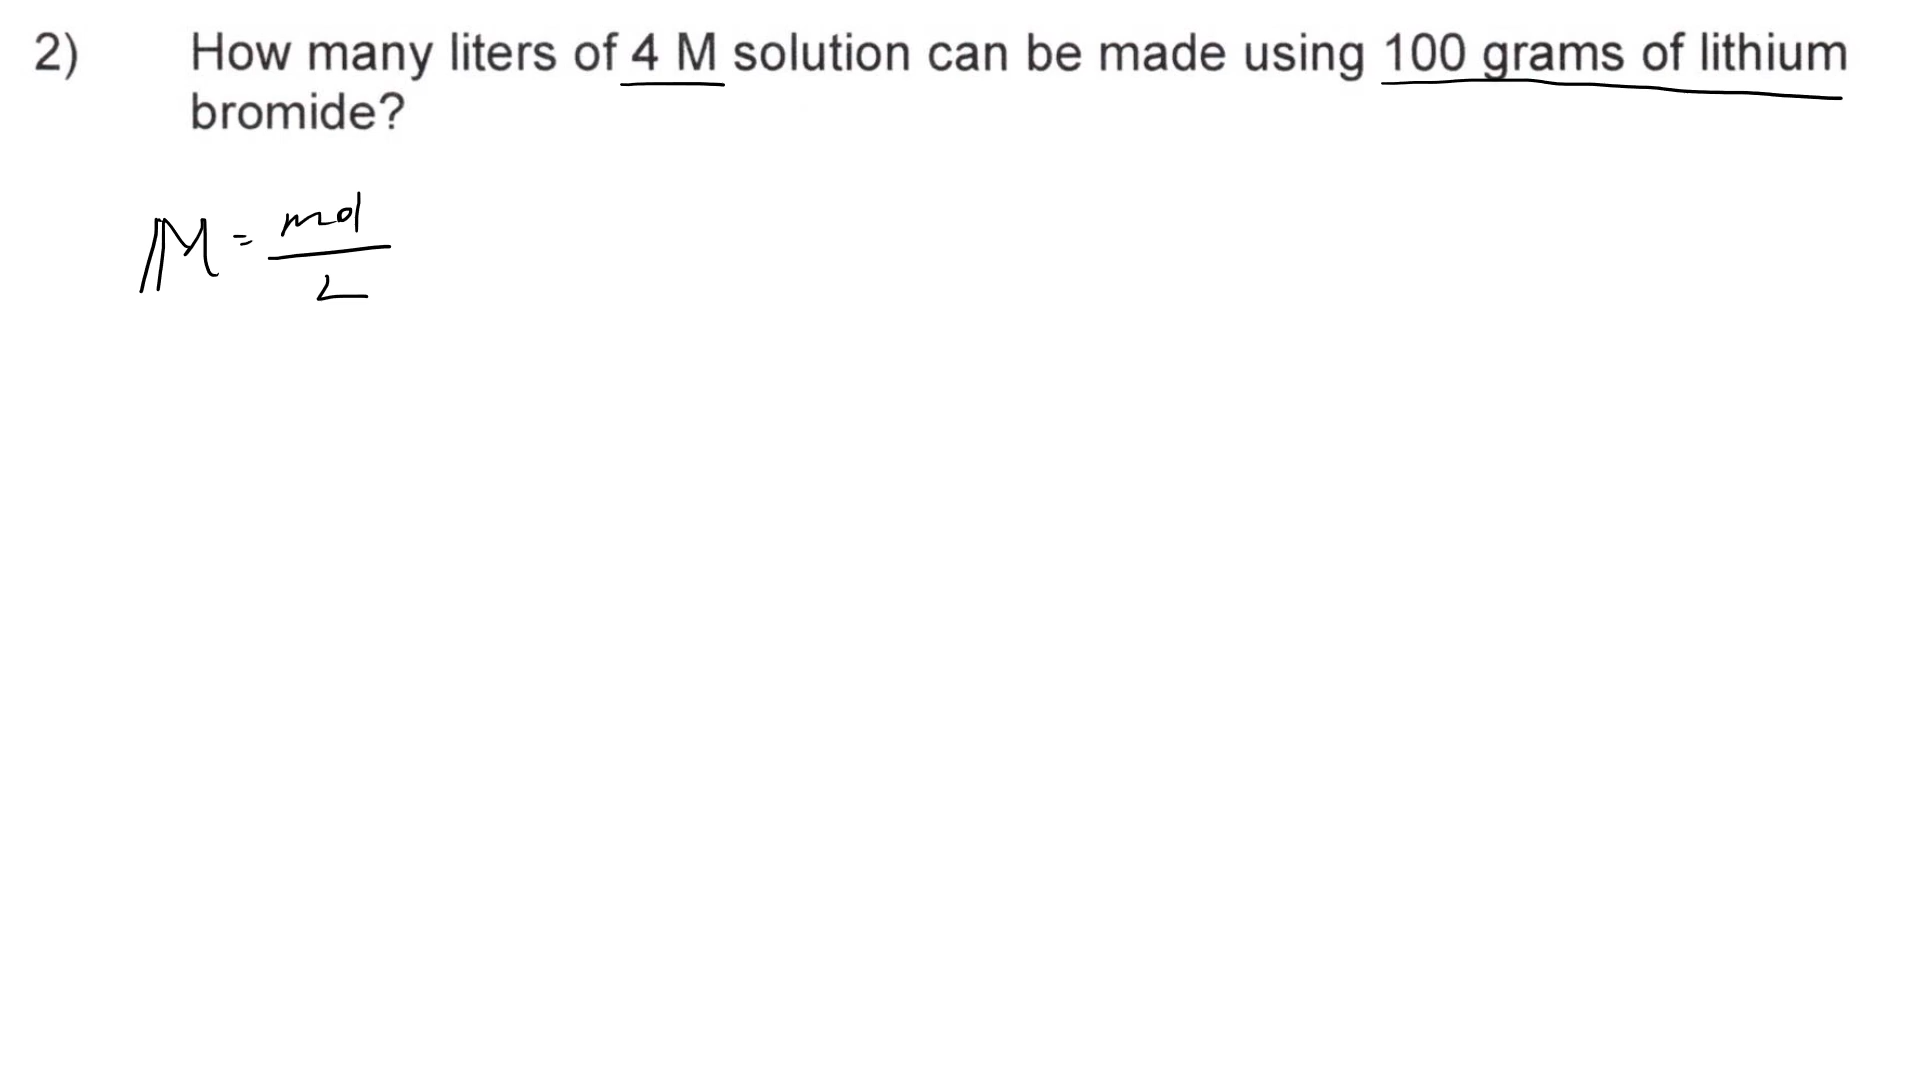 2) How many liters of 4 M solution can be made using 100 grams of lithium
bromide?
M = mol
L